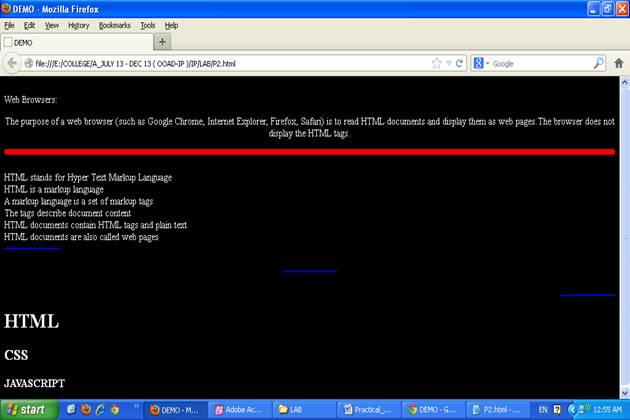 DEMO - Mozilla Firefox
File Edit View History Bookmarks Tools Help
DEMO
file:///E:/COLLEGE/A_JULY 13 - DEC 13 ( OOAD-IP )/IP/LAB/P2.html
Google
Web Browsers:
The purpose of a web browser (such as Google Chrome, Internet Explorer, Firefox, Safari) is to read HTML documents and display them as web pages.The browser does not
display the HTML tags.
HTML stands for Hyper Text Markup Language
HTML is a markup language
A markup language is a set of markup tags
The tags describe document content
HTML documents contain HTML tags and plain text
HTML documents are also called web pages
HTML
CSS
JAVASCRIPT
start
DEMO - M...
Adobe Ac...
LAB
Practical_...
DEMO - G...
P2.html - ...
EN
12:55 AM